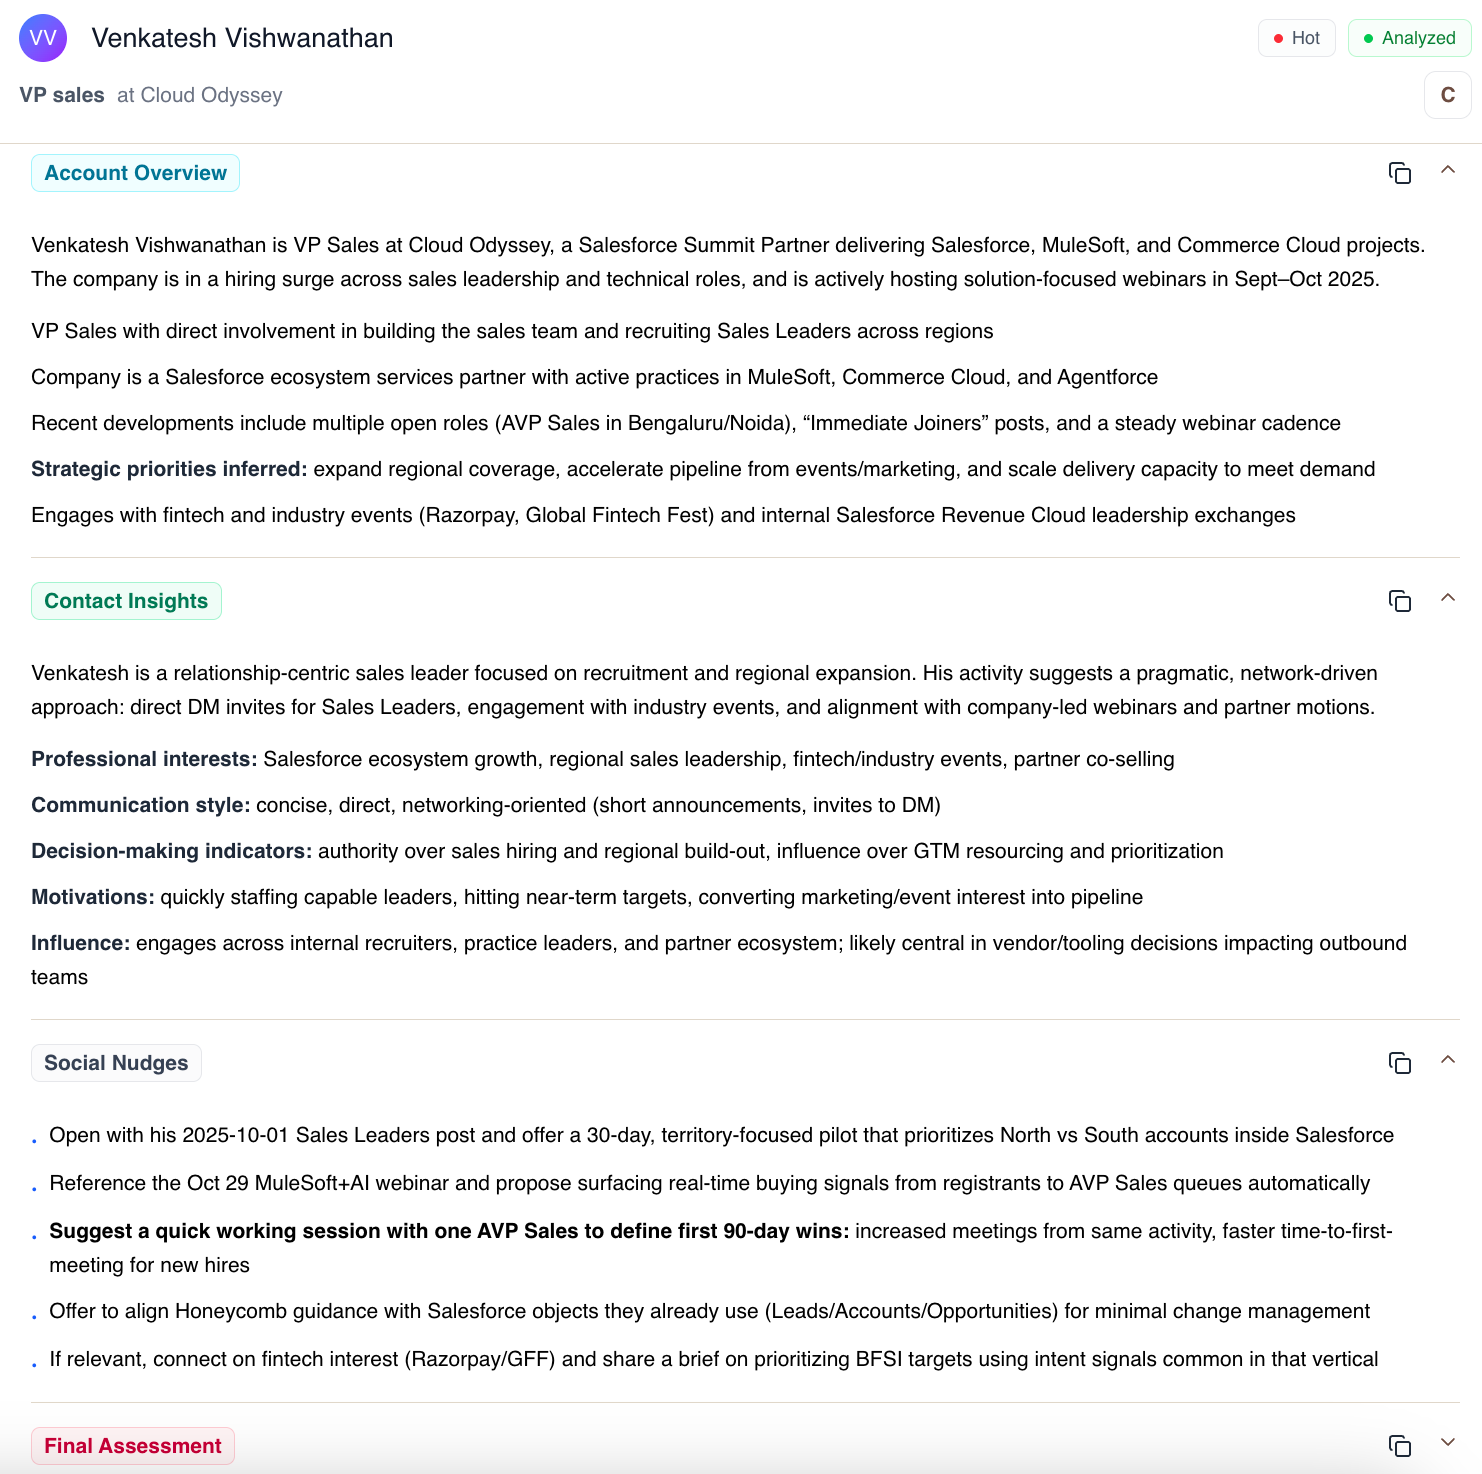 VV
Venkatesh Vishwanathan
Hot
Analyzed
VP sales at Cloud Odyssey
C
Account Overview
Venkatesh Vishwanathan is VP Sales at Cloud Odyssey, a Salesforce Summit Partner delivering Salesforce, MuleSoft, and Commerce Cloud projects.
The company is in a hiring surge across sales leadership and technical roles, and is actively hosting solution-focused webinars in Sept–Oct 2025.
VP Sales with direct involvement in building the sales team and recruiting Sales Leaders across regions
Company is a Salesforce ecosystem services partner with active practices in MuleSoft, Commerce Cloud, and Agentforce
Recent developments include multiple open roles (AVP Sales in Bengaluru/Noida), “Immediate Joiners” posts, and a steady webinar cadence
Strategic priorities inferred: expand regional coverage, accelerate pipeline from events/marketing, and scale delivery capacity to meet demand
Engages with fintech and industry events (Razorpay, Global Fintech Fest) and internal Salesforce Revenue Cloud leadership exchanges
Contact Insights
Venkatesh is a relationship-centric sales leader focused on recruitment and regional expansion. His activity suggests a pragmatic, network-driven
approach: direct DM invites for Sales Leaders, engagement with industry events, and alignment with company-led webinars and partner motions.
Professional interests: Salesforce ecosystem growth, regional sales leadership, fintech/industry events, partner co-selling
Communication style: concise, direct, networking-oriented (short announcements, invites to DM)
Decision-making indicators: authority over sales hiring and regional build-out, influence over GTM resourcing and prioritization
Motivations: quickly staffing capable leaders, hitting near-term targets, converting marketing/event interest into pipeline
Influence: engages across internal recruiters, practice leaders, and partner ecosystem; likely central in vendor/tooling decisions impacting outbound
teams
Social Nudges
Open with his 2025-10-01 Sales Leaders post and offer a 30-day, territory-focused pilot that prioritizes North vs South accounts inside Salesforce
Reference the Oct 29 MuleSoft+AI webinar and propose surfacing real-time buying signals from registrants to AVP Sales queues automatically
Suggest a quick working session with one AVP Sales to define first 90-day wins: increased meetings from same activity, faster time-to-first-
meeting for new hires
Offer to align Honeycomb guidance with Salesforce objects they already use (Leads/Accounts/Opportunities) for minimal change management
If relevant, connect on fintech interest (Razorpay/GFF) and share a brief on prioritizing BFSI targets using intent signals common in that vertical
Final Assessment